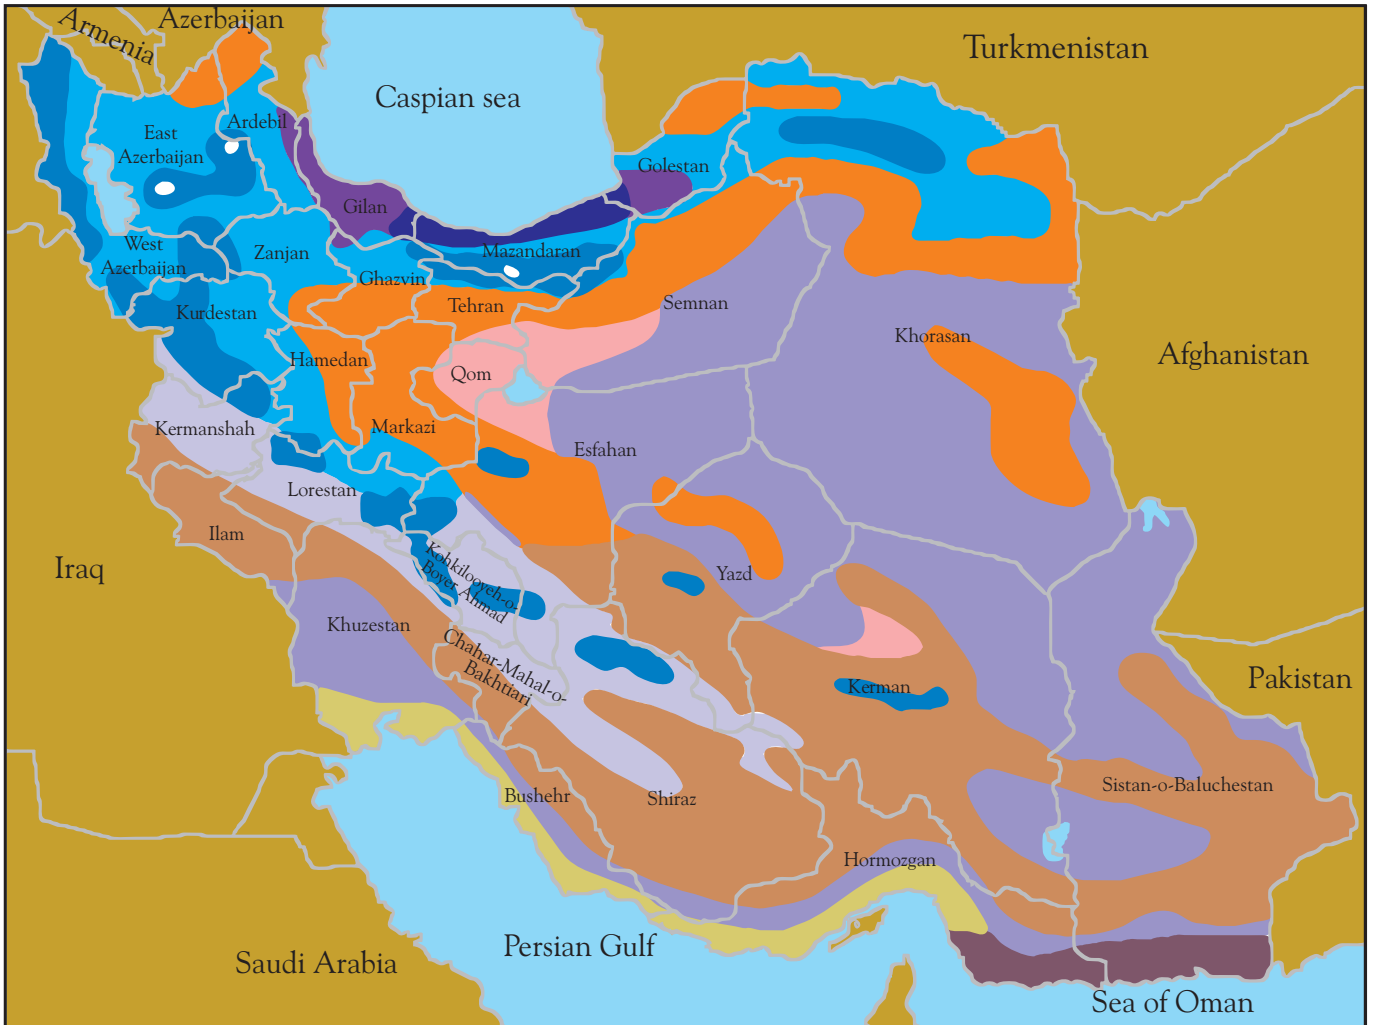 Azerbaijan
Armenia
Turkmenistan
Caspian sea
Ardebil
East
Azerbaijan
Golestan
Gilan
West
Azerbaijan
Zanjan
Mazandaran
Ghazvin
Kurdestan
Tehran
Semnan
Khorasan
Afghanistan
Hamedan
Qom
Kermanshah
Markazi
Esfahan
Lorestan
Ilam
Iraq
Kohkilooyeh-o-
Boyer Ahmad
Yazd
Khuzestan
Chahar-Mahal-o-
Bakhtiari
Kerman
Pakistan
Bushehr
Shiraz
Sistan-o-Baluchestan
Hormozgan
Persian Gulf
Saudi Arabia
Sea of Oman